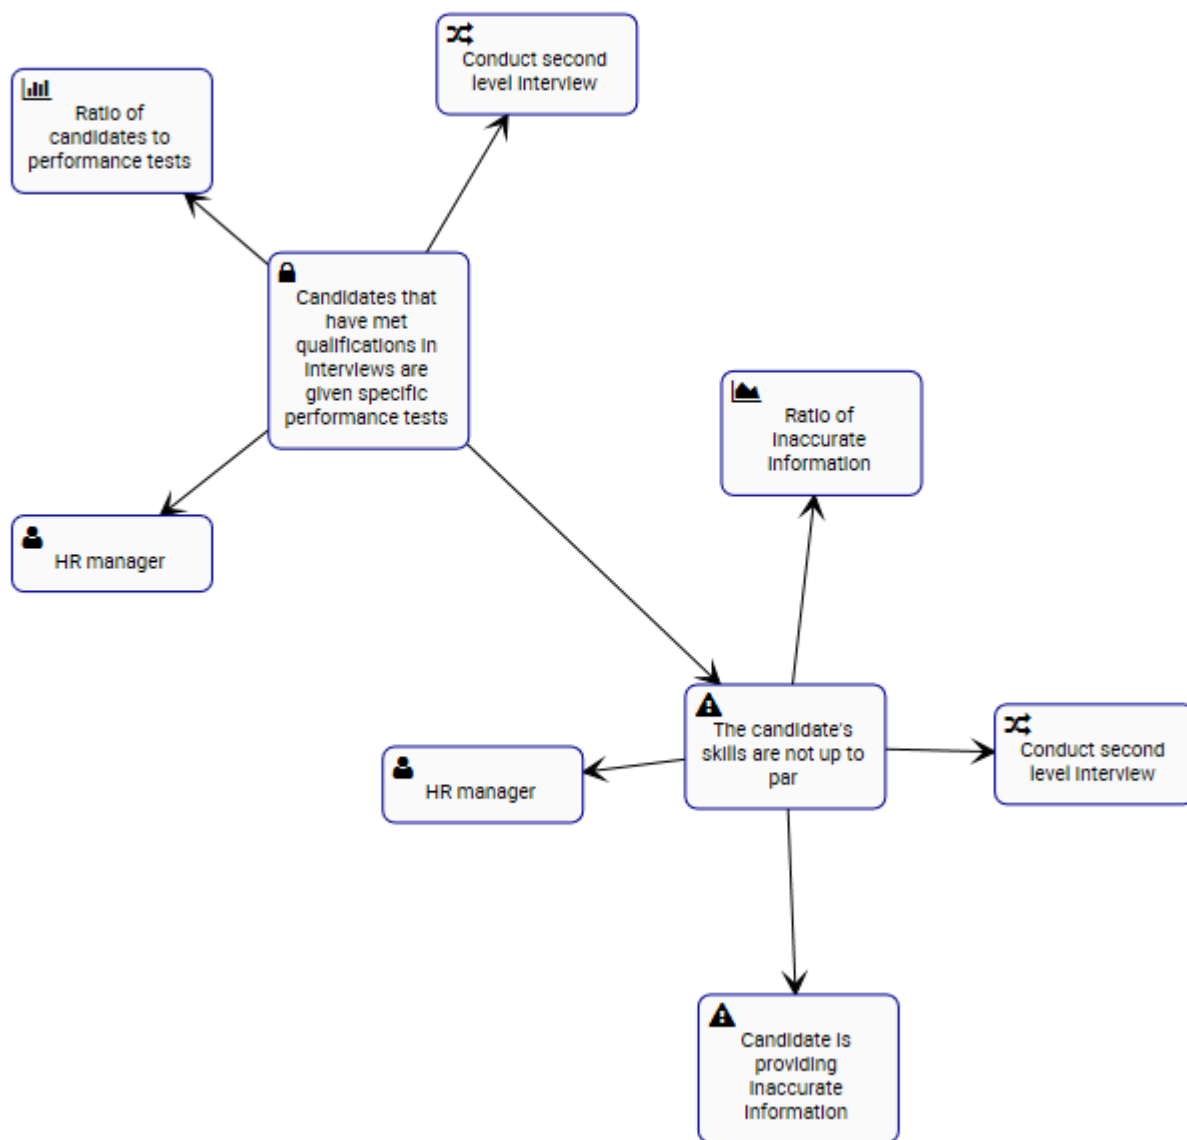 Conduct second
level interview
Ratio of
candidates to
performance tests
Candidates that
have met
qualifications in
interviews are
given specific
performance tests
Ratio of
inaccurate
information
HR manager
The candidate's
skills are not up to
par
Conduct second
level interview
HR manager
Candidate is
providing
inaccurate
information